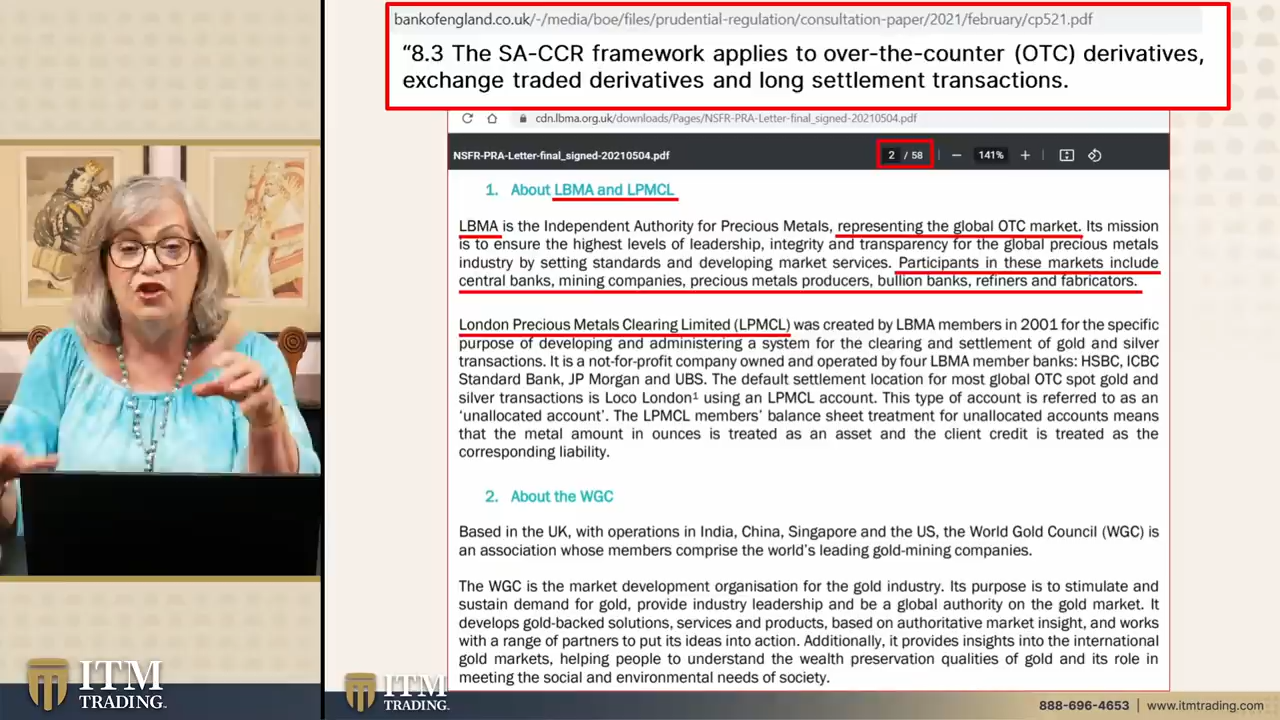 bankofengland.co.uk/-/media/boe/files/prudential-regulation/consultation-paper/2021/february/cp521.pdf
“8.3 The SA-CCR framework applies to over-the-counter (OTC) derivatives,
exchange traded derivatives and long settlement transactions.
cdn.lbma.org.uk/downloads/Pages/NSFR-PRA-Letter-final_signed-20210504.pdf
NSFR-PRA-Letter-final_signed-20210504.pdf 2 / 58 — 141% +
1. About LBMA and LPMCL
LBMA is the Independent Authority for Precious Metals, representing the global OTC market. Its mission
is to ensure the highest levels of leadership, integrity and transparency for the global precious metals
industry by setting standards and developing market services. Participants in these markets include
central banks, mining companies, precious metals producers, bullion banks, refiners and fabricators.
London Precious Metals Clearing Limited (LPMCL) was created by LBMA members in 2001 for the specific
purpose of developing and administering a system for the clearing and settlement of gold and silver
transactions. It is a not-for-profit company owned and operated by four LBMA member banks: HSBC, ICBC
Standard Bank, JP Morgan and UBS. The default settlement location for most global OTC spot gold and
silver transactions is Loco London¹ using an LPMCL account. This type of account is referred to as an
‘unallocated account’. The LPMCL members’ balance sheet treatment for unallocated accounts means
that the metal amount in ounces is treated as an asset and the client credit is treated as the
corresponding liability.
2. About the WGC
Based in the UK, with operations in India, China, Singapore and the US, the World Gold Council (WGC) is
an association whose members comprise the world’s leading gold-mining companies.
The WGC is the market development organisation for the gold industry. Its purpose is to stimulate and
sustain demand for gold, provide industry leadership and be a global authority on the gold market. It
develops gold-backed solutions, services and products, based on authoritative market insight, and works
with a range of partners to put its ideas into action. Additionally, it provides insights into the international
gold markets, helping people to understand the wealth preservation qualities of gold and its role in
meeting the social and environmental needs of society.
ITM
TRADING
ITM
TRADING
888-696-4653 | www.itmtrading.com